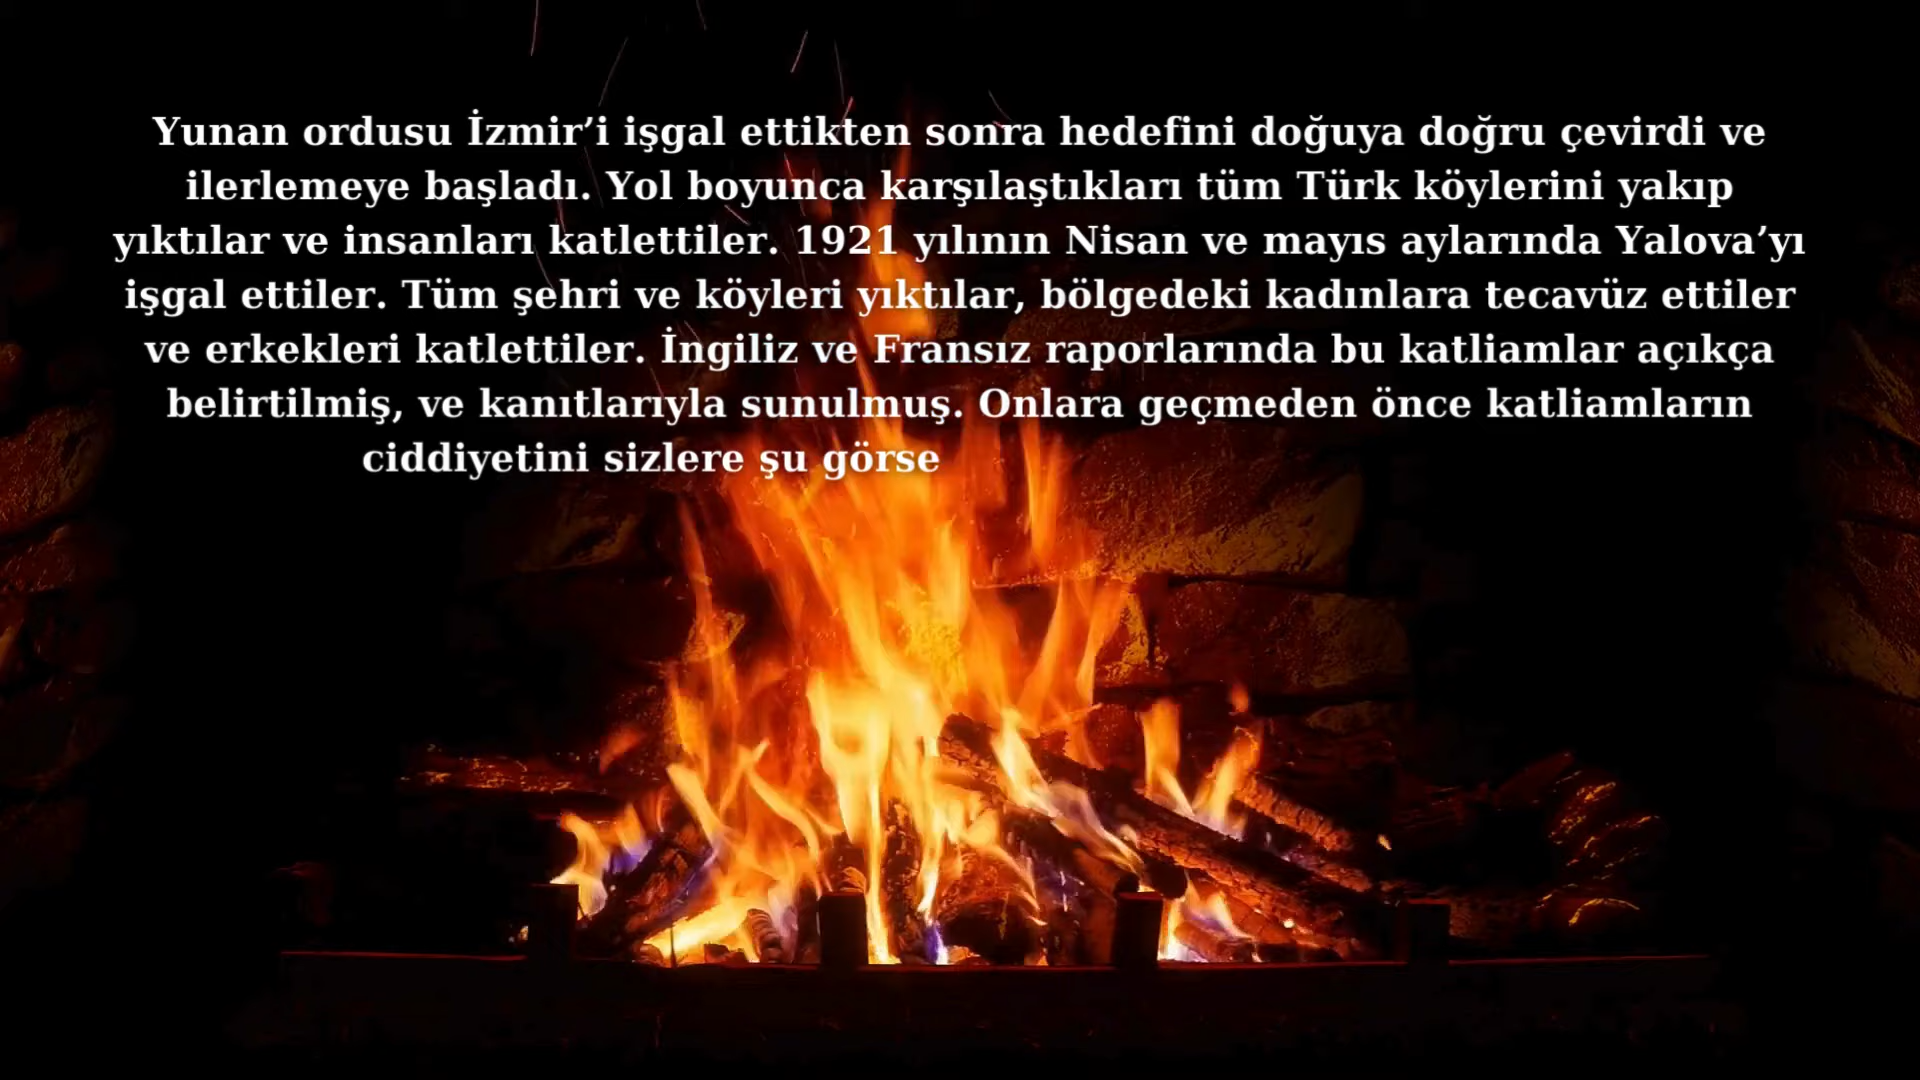 Yunan ordusu İzmir’i işgal ettikten sonra hedefini doğuya doğru çevirdi ve
ilerlemeye başladı. Yol boyunca karşılaştıkları tüm Türk köylerini yakıp
yıktılar ve insanları katlettiler. 1921 yılının Nisan ve mayıs aylarında Yalova’yı
işgal ettiler. Tüm şehri ve köyleri yıktılar, bölgedeki kadınlara tecavüz ettiler
ve erkekleri katlettiler. İngiliz ve Fransız raporlarında bu katliamlar açıkça
belirtilmiş, ve kanıtlarıyla sunulmuş. Onlara geçmeden önce katliamların
ciddiyetini sizlere şu görse